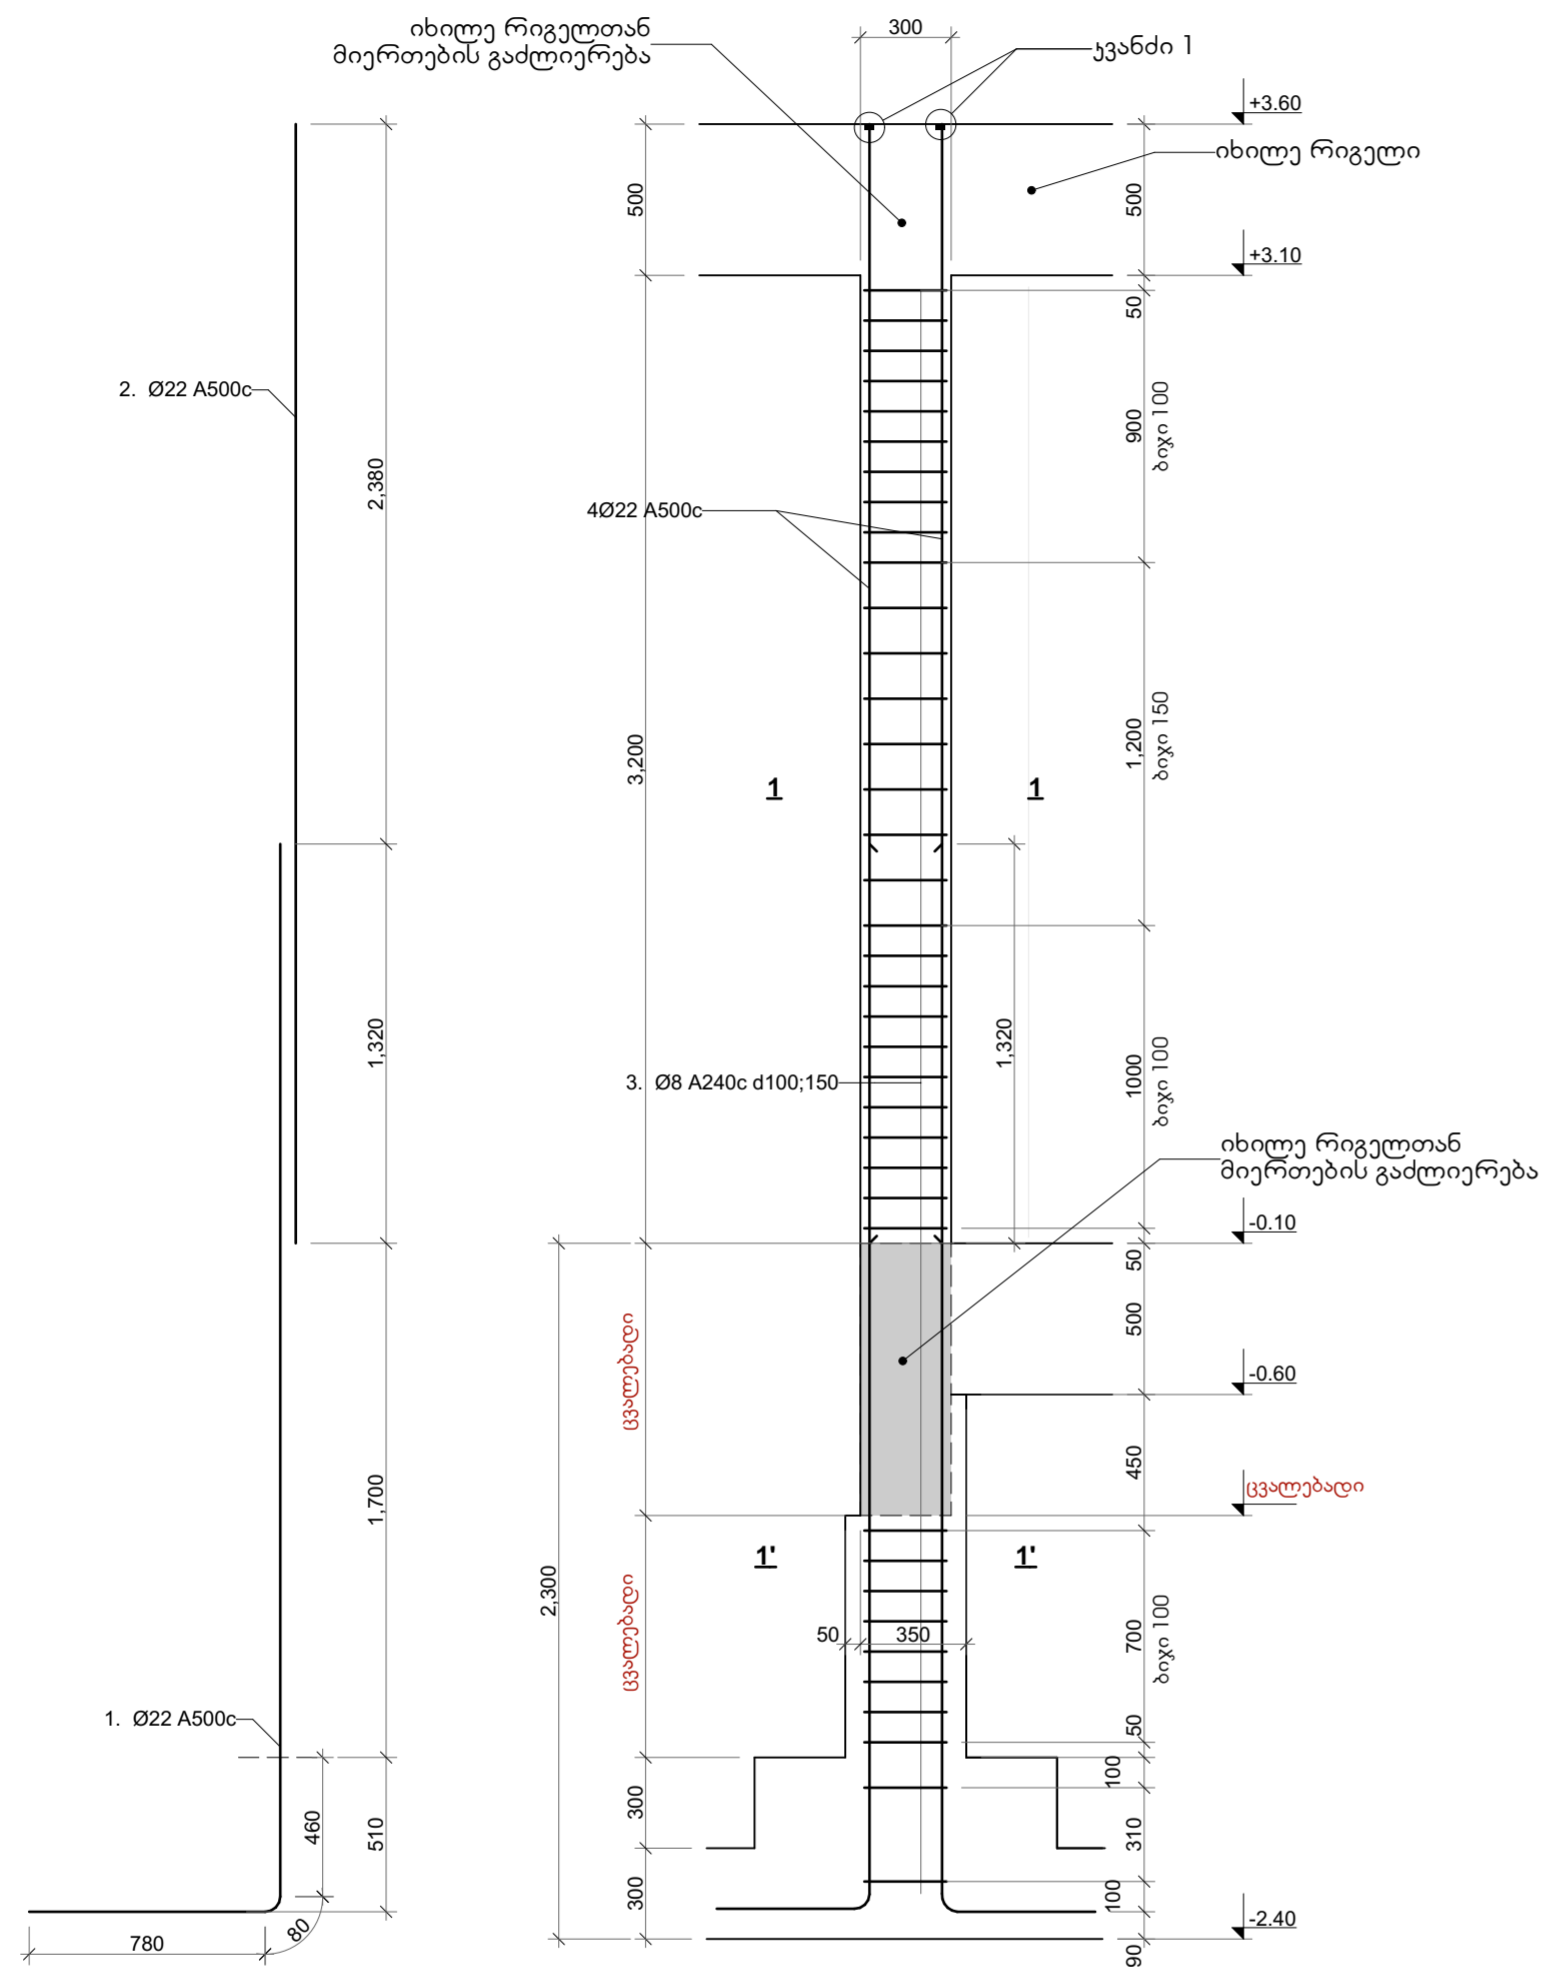 იხილე რიგელთან
მიერთების გაძლიერება
300
კვანძი 1
+3.60
იხილე რიგელი
500
500
+3.10
50
2. Ø22 A500c
900
ბიჯი 100
2,380
4Ø22 A500c
3,200
1,200
ბიჯი 150
1
1
1,320
1,320
1000
ბიჯი 100
3. Ø8 A240c d100;150
იხილე რიგელთან
მიერთების გაძლიერება
-0.10
50
500
ცვალებადი
-0.60
450
ცვალებადი
1,700
1'
1'
2,300
ცვალებადი
50
350
700
ბიჯი 100
1. Ø22 A500c
50
100
460
510
300
310
300
100
80
780
-2.40
90